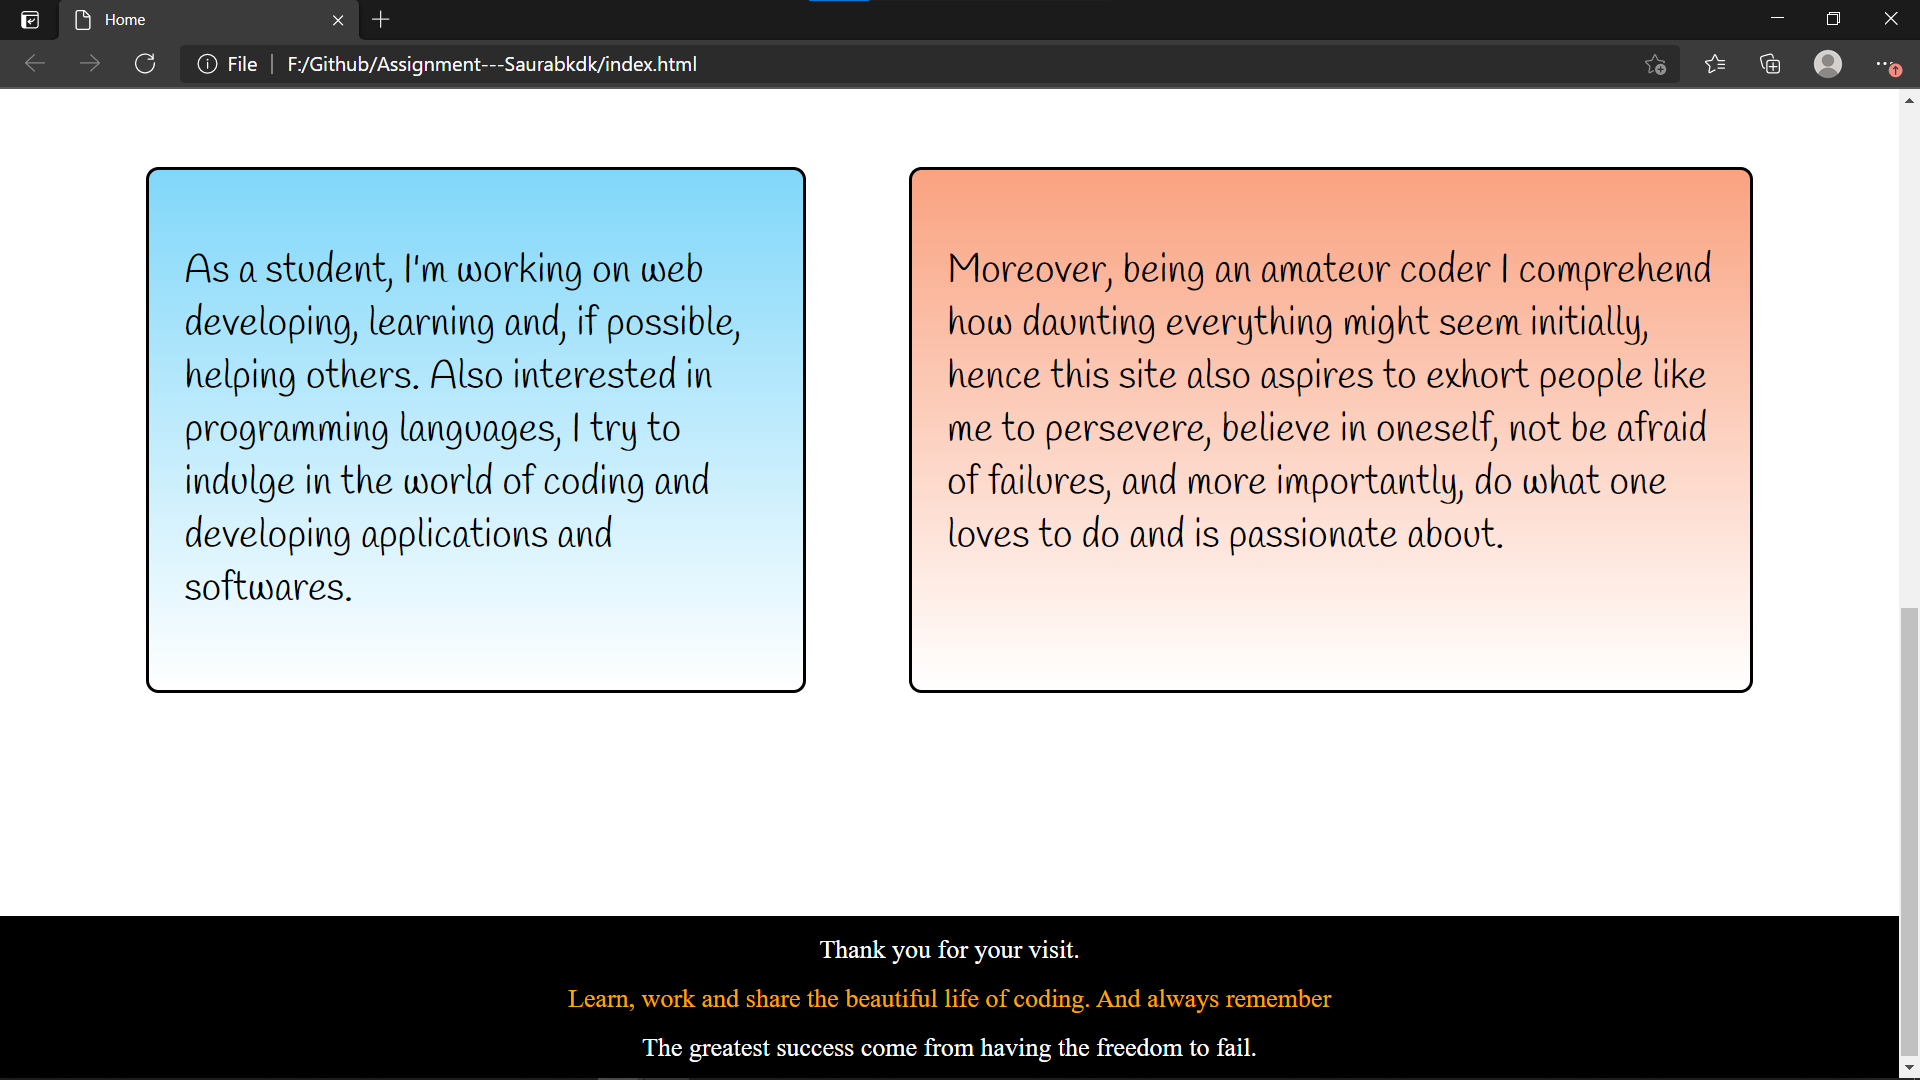 Home
File
F:/Github/Assignment---Saurabkdk/index.html
As a student, I'm working on web
developing, learning and, if possible,
helping others. Also interested in
programming languages, I try to
indulge in the world of coding and
developing applications and
softwares.
Moreover, being an amateur coder I comprehend
how daunting everything might seem initially,
hence this site also aspires to exhort people like
me to persevere, believe in oneself, not be afraid
of failures, and more importantly, do what one
loves to do and is passionate about.
Thank you for your visit.
Learn, work and share the beautiful life of coding. And always remember
The greatest success come from having the freedom to fail.